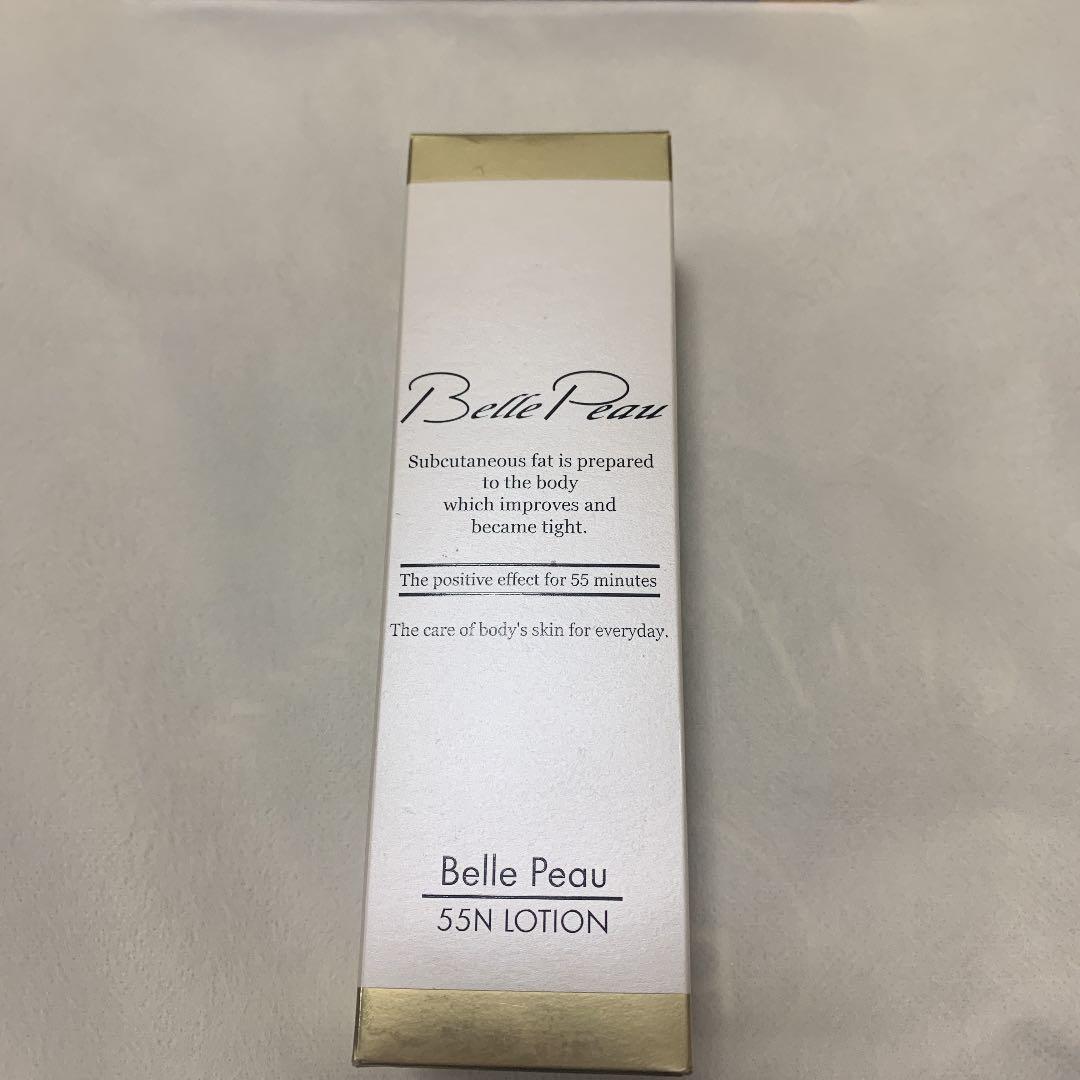 Belle Peau
Subcutaneous fat is prepared
to the body
which improves and
became tight.
The positive effect for 55 minutes
The care of body's skin for everyday.
Belle Peau
55N LOTION